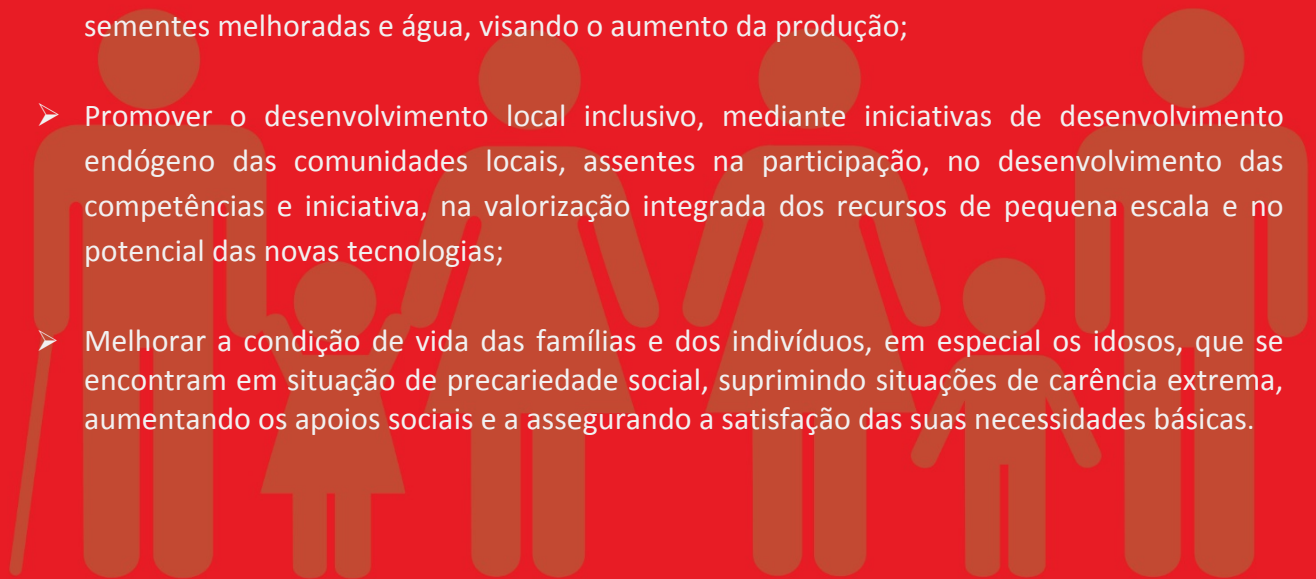 sementes melhoradas e água, visando o aumento da produção;
➢ Promover o desenvolvimento local inclusivo, mediante iniciativas de desenvolvimento
endógeno das comunidades locais, assentes na participação, no desenvolvimento das
competências e iniciativa, na valorização integrada dos recursos de pequena escala e no
potencial das novas tecnologias;
➢ Melhorar a condição de vida das famílias e dos indivíduos, em especial os idosos, que se
encontram em situação de precariedade social, suprimindo situações de carência extrema,
aumentando os apoios sociais e a assegurando a satisfação das suas necessidades básicas.